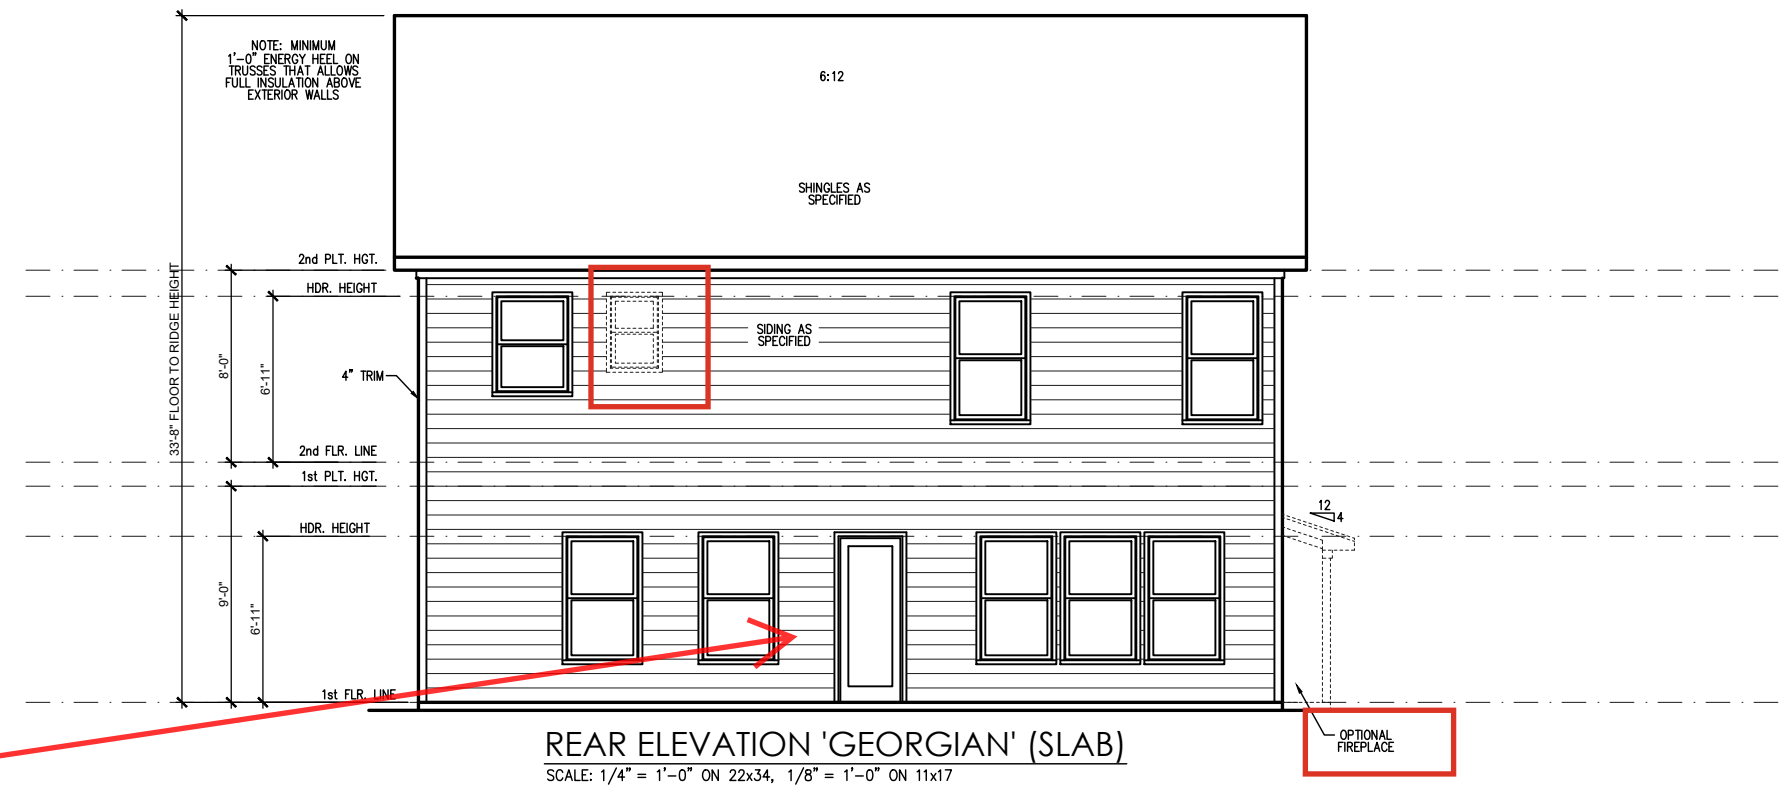 NOTE: MINIMUM
1'-0" ENERGY HEEL ON
TRUSSES THAT ALLOWS
FULL INSULATION ABOVE
EXTERIOR WALLS
6:12
SHINGLES AS
SPECIFIED
33'-8" FLOOR TO RIDGE HEIGHT
2nd PLT. HGT.
HDR. HEIGHT
SIDING AS
SPECIFIED
8'-0"
6'-11"
4" TRIM
2nd FLR. LINE
1st PLT. HGT.
12
4
HDR. HEIGHT
9'-0"
6'-11"
1st FLR. LINE
OPTIONAL
FIREPLACE
REAR ELEVATION 'GEORGIAN' (SLAB)
SCALE: 1/4" = 1'-0" ON 22x34, 1/8" = 1'-0" ON 11x17